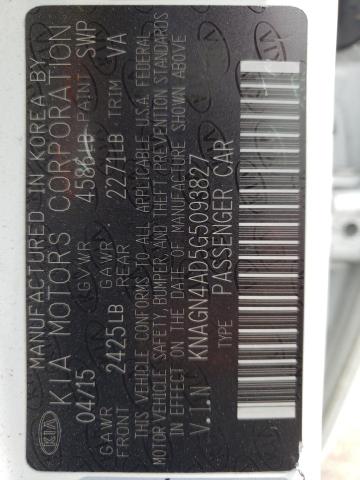 MANUFACTURED IN KOREA BY
KIA MOTORS CORPORATION
KIA
04/15 GVWR 4586LB PAINT SWP
GAWR FRONT 2425LB GAWR REAR 2271LB TRIM VA
THIS VEHICLE CONFORMS TO ALL APPLICABLE U.S.A. FEDERAL
MOTOR VEHICLE SAFETY, BUMPER, AND THEFT PREVENTION STANDARDS
IN EFFECT ON THE DATE OF MANUFACTURE SHOWN ABOVE
V.I.N KNAGN4AD5G5093827
TYPE PASSENGER CAR